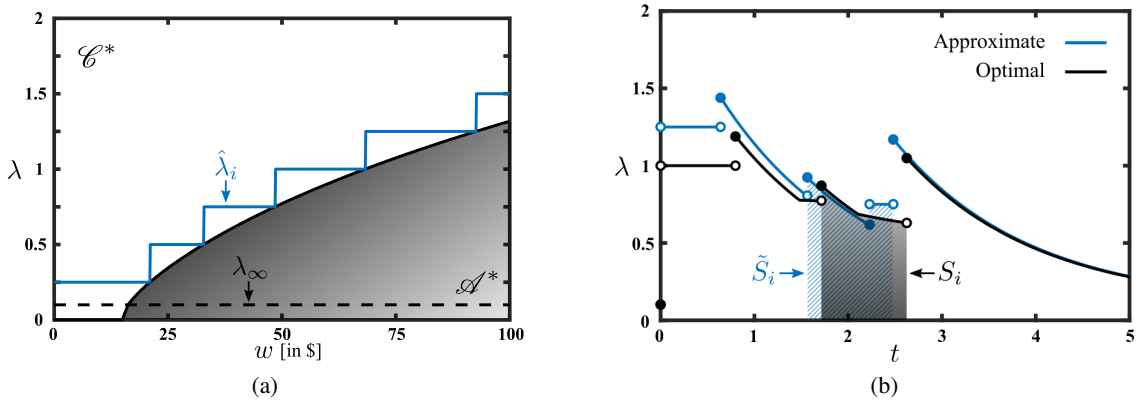 2
1.5
1
0.5
0
λ
𝒞*
λ̂ᵢ
λ∞
𝒜*
0 25 50 75 100
w [in $]
(a)
2
1.5
1
0.5
0
λ
Approximate
Optimal
S̃ᵢ
Sᵢ
0 1 2 3 4 5
t
(b)